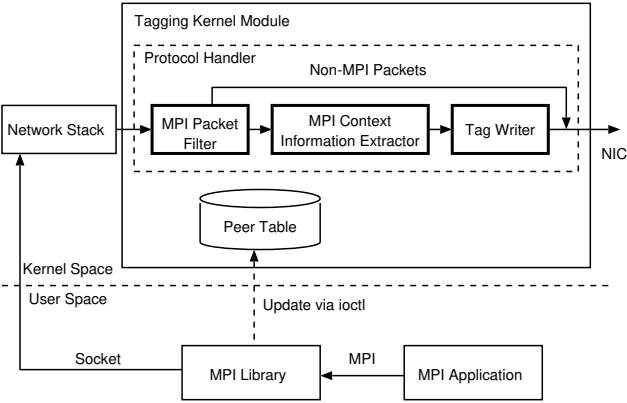 Tagging Kernel Module
Protocol Handler
Non-MPI Packets
Network Stack
MPI Packet
Filter
MPI Context
Information Extractor
Tag Writer
NIC
Peer Table
Kernel Space
User Space
Update via ioctl
Socket
MPI Library
MPI
MPI Application